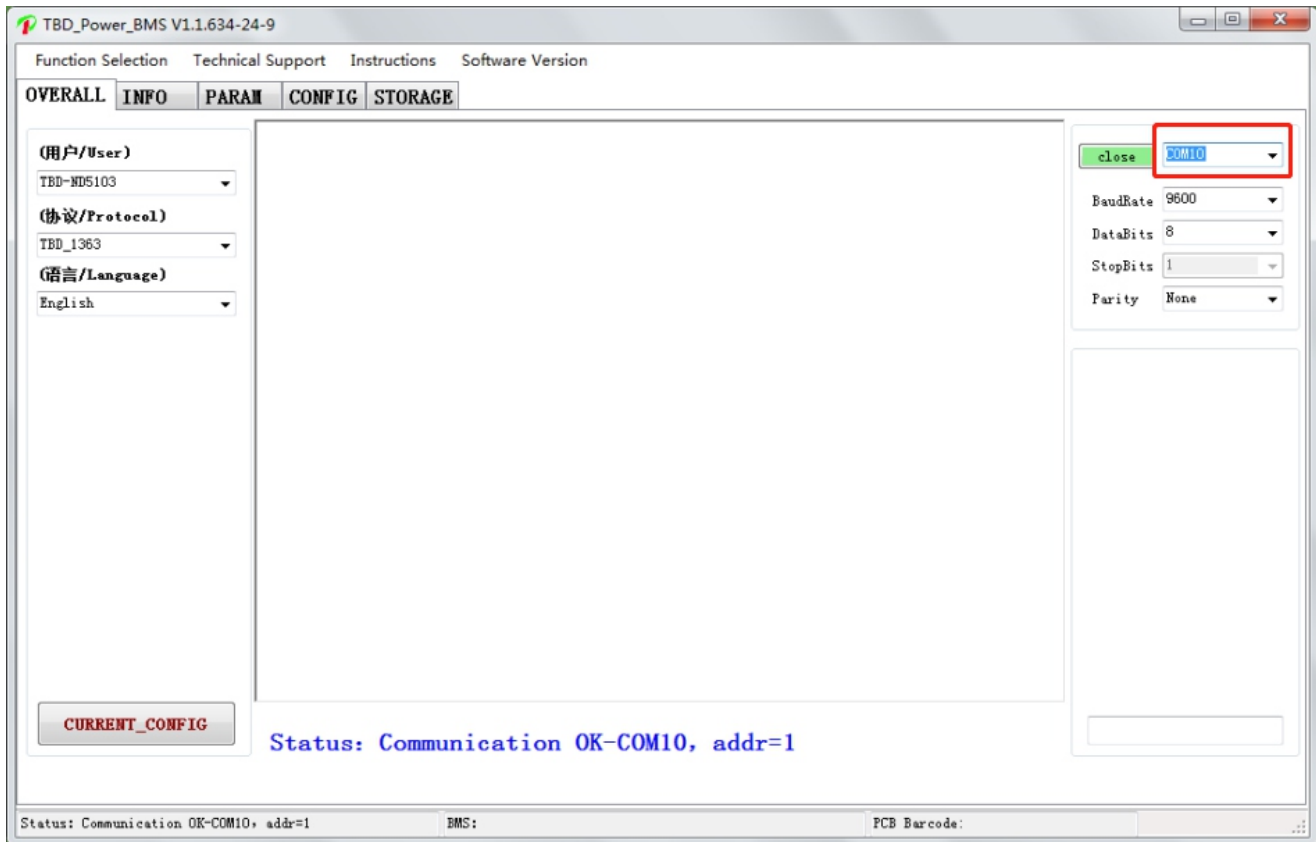 TBD_Power_BMS V1.1.634-24-9
Function Selection Technical Support Instructions Software Version
OVERALL INFO PARAM CONFIG STORAGE
(用户/User)
TBD-ND5103
(协议/Protocol)
TBD_1363
(语言/Language)
English
CURRENT_CONFIG
close COM10
BaudRate 9600
DataBits 8
StopBits 1
Parity None
Status: Communication OK-COM10, addr=1
Status: Communication OK-COM10, addr=1 BMS: PCB Barcode: